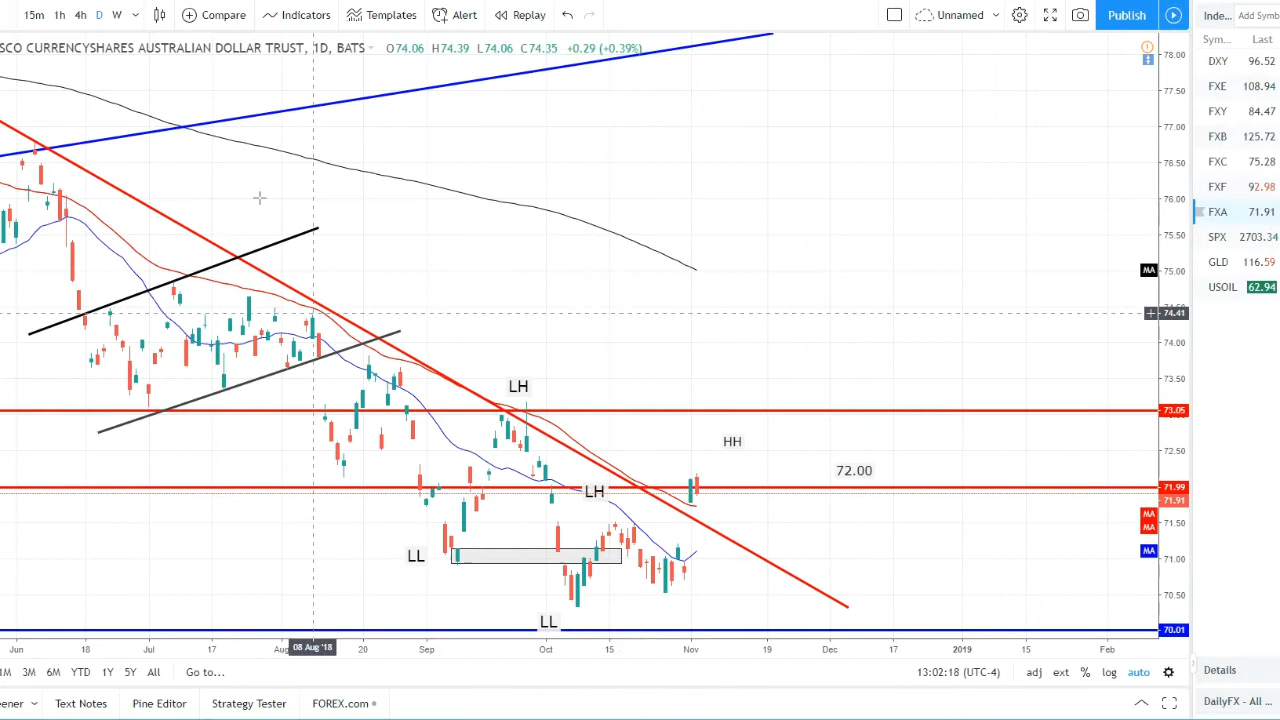 15m 1h 4h D W Compare Indicators Templates Alert Replay Unnamed Publish Inde... Add Symb
SCO CURRENCYSHARES AUSTRALIAN DOLLAR TRUST, 1D, BATS O74.06 H74.39 L74.06 C74.35 +0.29 (+0.39%)
Sym... Last
DXY 96.52
FXE 108.94
FXY 84.47
FXB 125.72
FXC 75.28
FXF 92.98
FXA 71.91
SPX 2703.34
GLD 116.59
USOIL 62.94
78.00
77.50
77.00
76.50
76.00
75.50
75.00
MA
74.41
74.00
73.50
73.05
72.50
71.99
71.91
MA
MA
71.50
MA
71.00
70.50
70.01
LH
HH
72.00
LH
LL
LL
Jun 18 Jul 17 Aug 08 Aug '18 20 Sep Oct 15 Nov 19 Dec 2019 15 Feb
1M 3M 6M YTD 1Y 5Y All Go to... 13:02:18 (UTC-4) adj ext % log auto
Details
ener Text Notes Pine Editor Strategy Tester FOREX.com
DailyFX - All ...